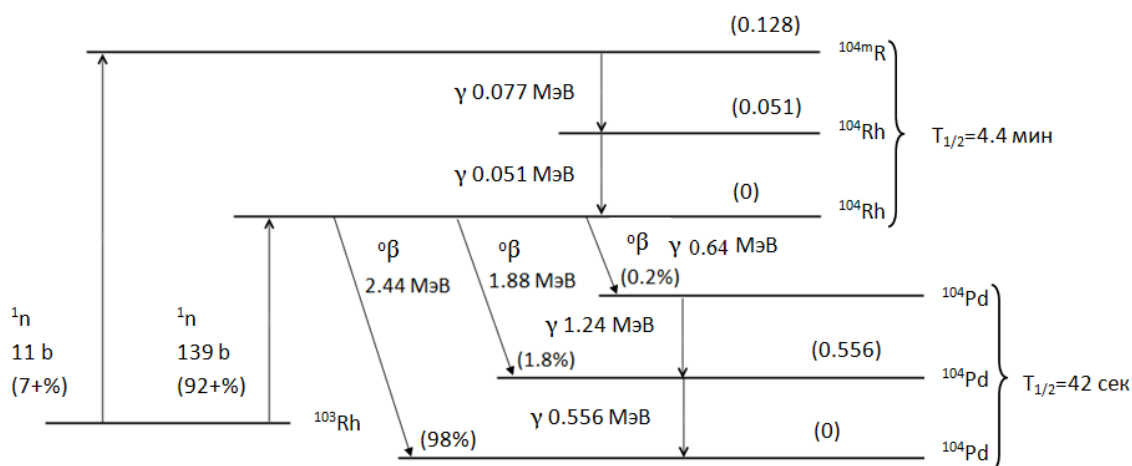 (0.128)
¹⁰⁴ᵐR
γ 0.077 МэВ
(0.051)
¹⁰⁴Rh
T₁/₂=4.4 мин
γ 0.051 МэВ
(0)
¹⁰⁴Rh
⁰β
2.44 МэВ
⁰β
1.88 МэВ
⁰β γ 0.64 МэВ
(0.2%)
¹⁰⁴Pd
¹n
11 b
(7+%)
¹n
139 b
(92+%)
γ 1.24 МэВ
(1.8%)
(0.556)
¹⁰⁴Pd
T₁/₂=42 сек
¹⁰³Rh
γ 0.556 МэВ
(98%)
(0)
¹⁰⁴Pd